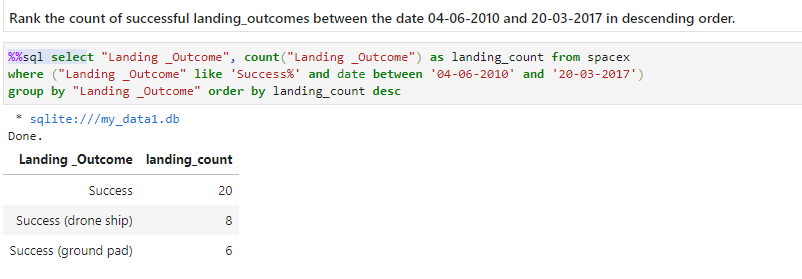 Rank the count of successful landing_outcomes between the date 04-06-2010 and 20-03-2017 in descending order.
%%sql select "Landing _Outcome", count("Landing _Outcome") as landing_count from spacex
where ("Landing _Outcome" like 'Success%' and date between '04-06-2010' and '20-03-2017')
group by "Landing _Outcome" order by landing_count desc
* sqlite:///my_data1.db
Done.
Landing _Outcome landing_count
Success 20
Success (drone ship) 8
Success (ground pad) 6